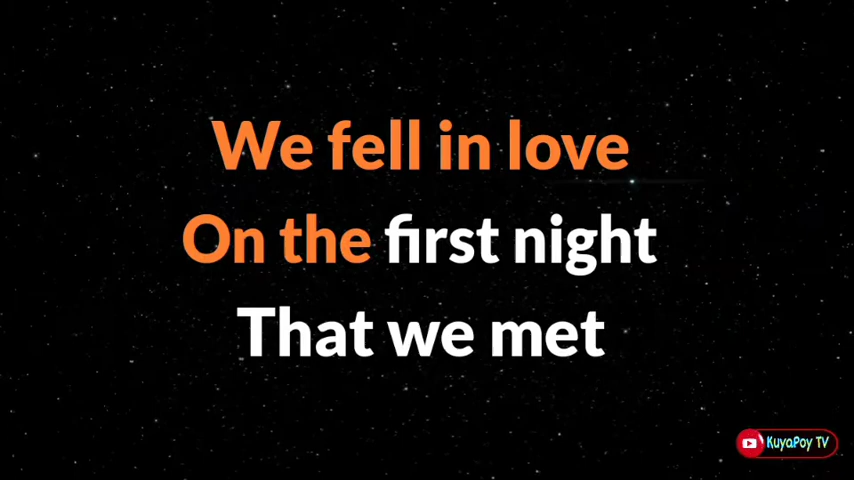 We fell in love
On the first night
That we met
KuyaPoy TV